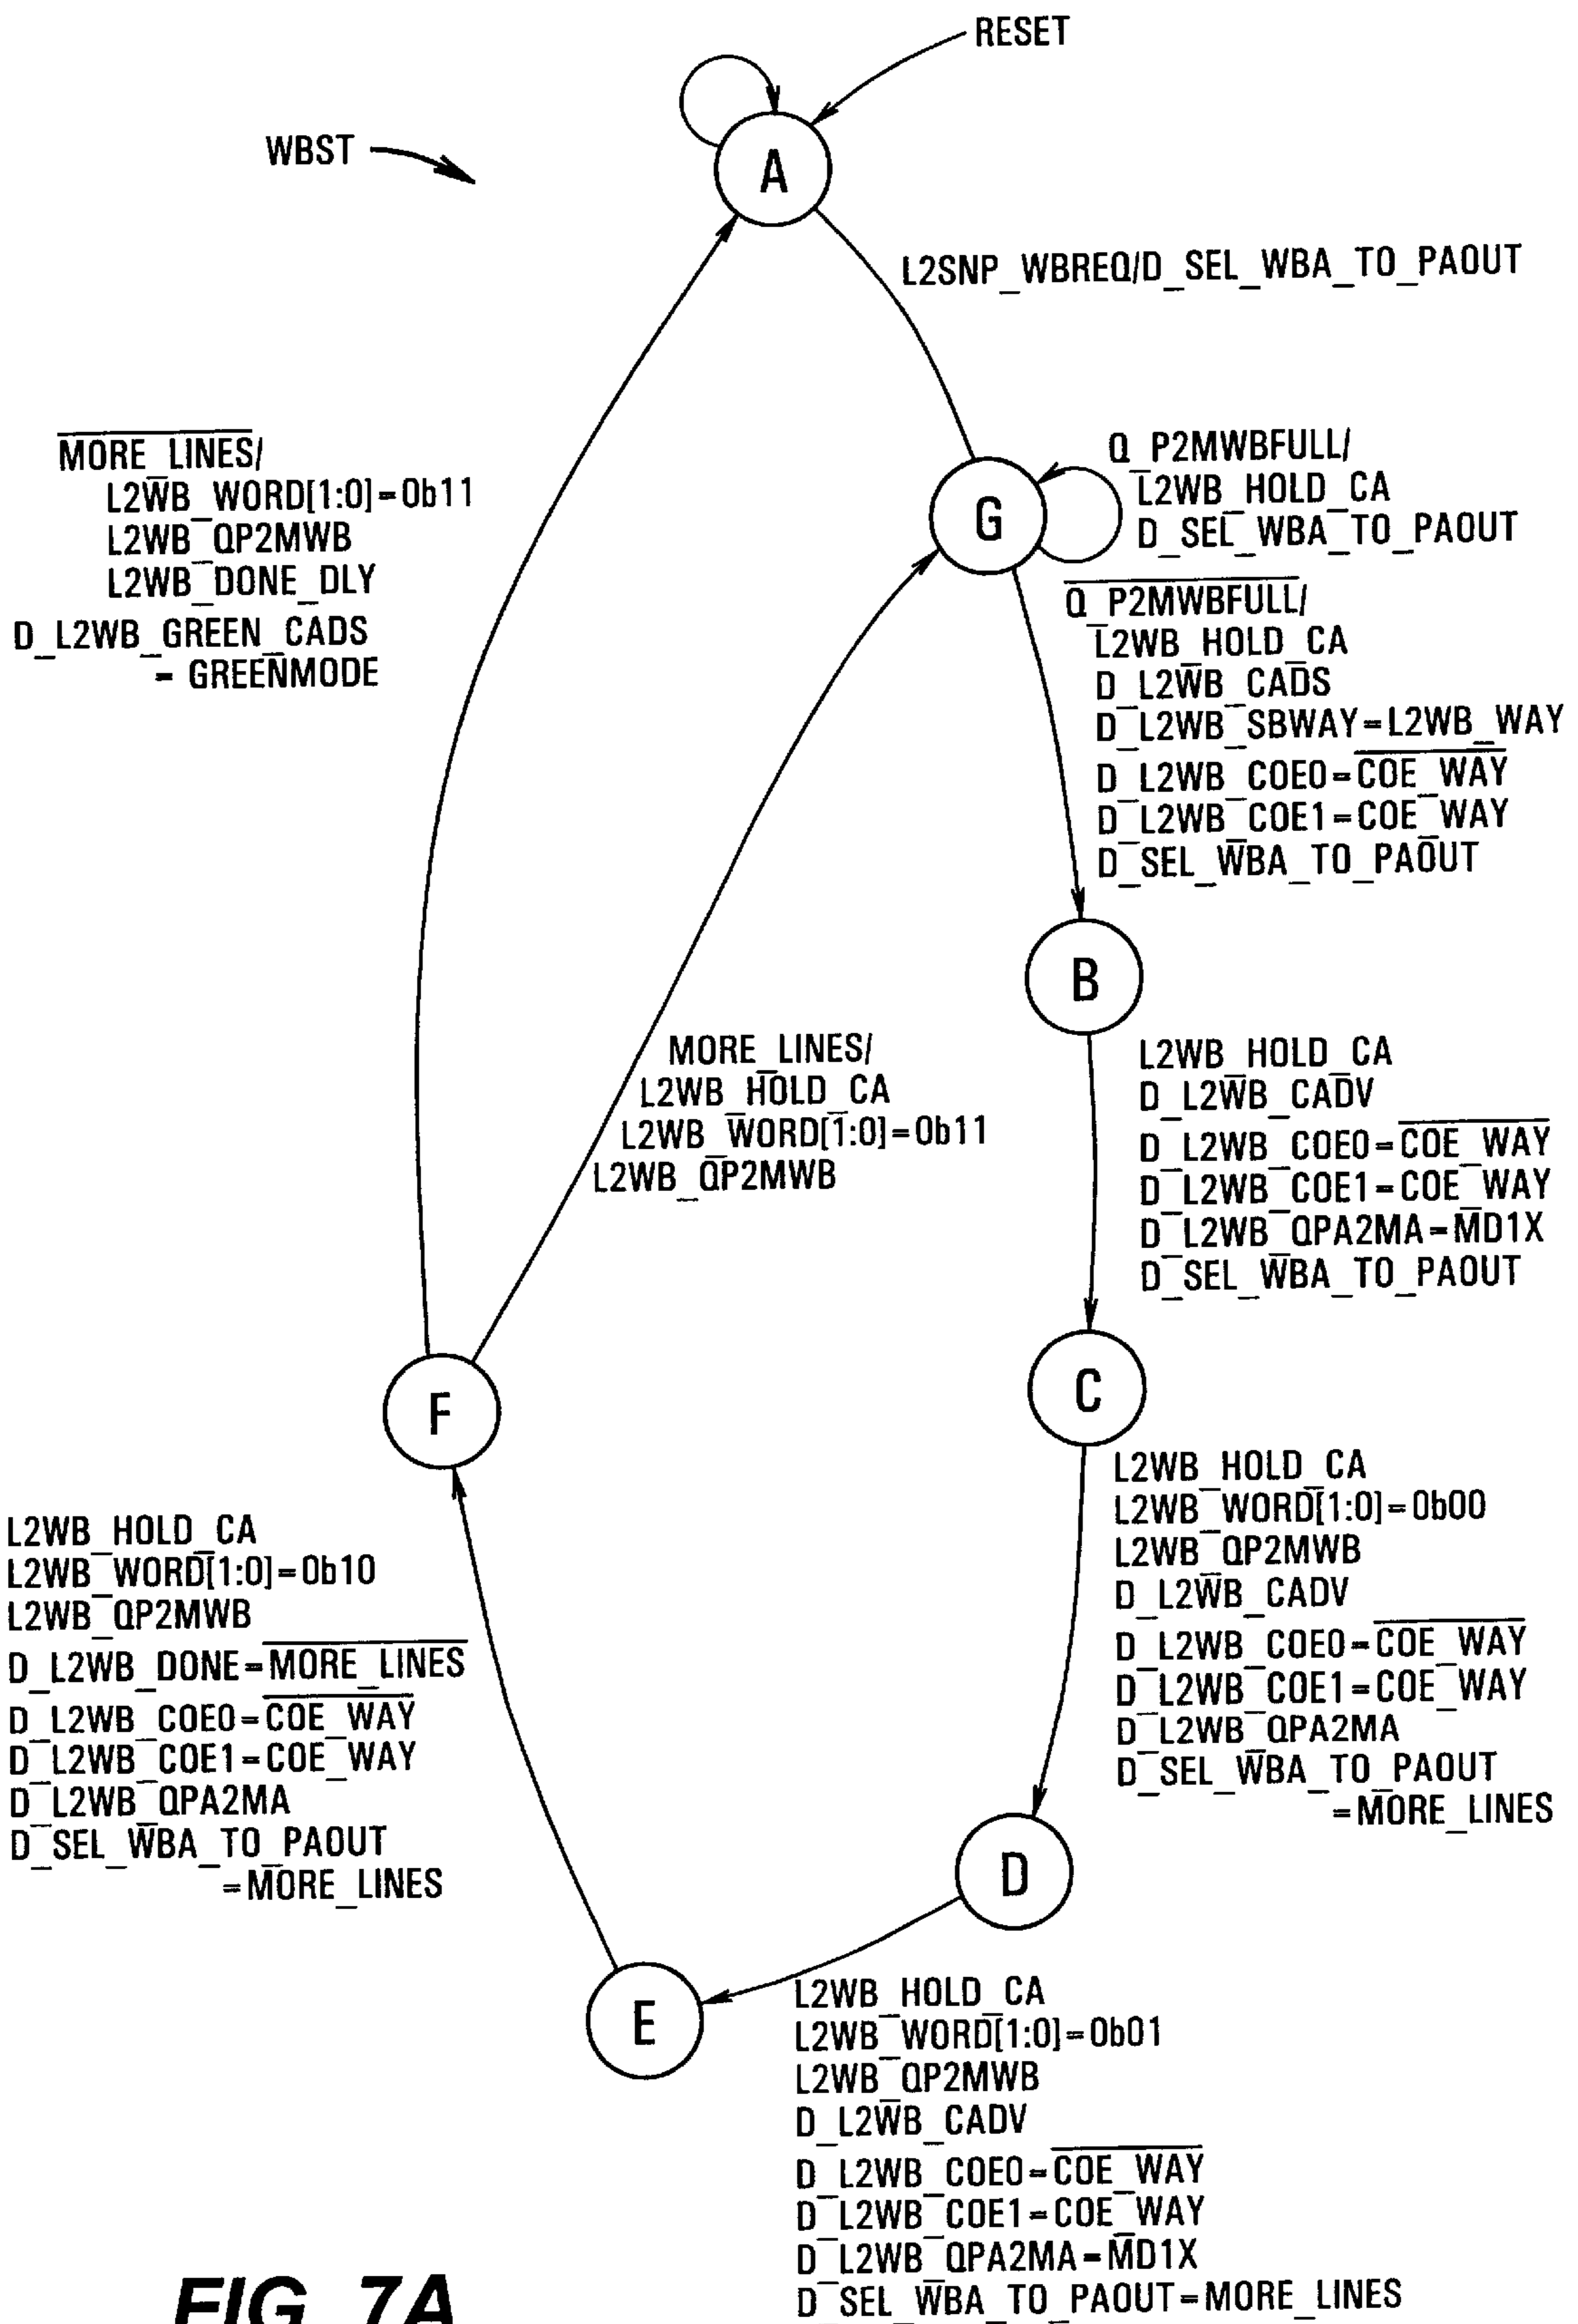 RESET
WBST
A
L2SNP_WBREQ/D_SEL_WBA_TO_PAOUT
MORE_LINES/
L2WB_WORD[1:0]=0b11
L2WB_QP2MWB
L2WB_DONE_DLY
D_L2WB_GREEN_CADS
= GREENMODE
G
Q_P2MWBFULL/
L2WB_HOLD_CA
D_SEL_WBA_TO_PAOUT
Q_P2MWBFULL/
L2WB_HOLD_CA
D_L2WB_CADS
D_L2WB_SBWAY=L2WB_WAY
D_L2WB_COE0=COE_WAY
D_L2WB_COE1=COE_WAY
D_SEL_WBA_TO_PAOUT
B
MORE_LINES/
L2WB_HOLD_CA
L2WB_WORD[1:0]=0b11
L2WB_QP2MWB
L2WB_HOLD_CA
D_L2WB_CADV
D_L2WB_COE0=COE_WAY
D_L2WB_COE1=COE_WAY
D_L2WB_QPA2MA=MD1X
D_SEL_WBA_TO_PAOUT
C
F
L2WB_HOLD_CA
L2WB_WORD[1:0]=0b00
L2WB_QP2MWB
D_L2WB_CADV
D_L2WB_COE0=COE_WAY
D_L2WB_COE1=COE_WAY
D_L2WB_QPA2MA
D_SEL_WBA_TO_PAOUT
=MORE_LINES
L2WB_HOLD_CA
L2WB_WORD[1:0]=0b10
L2WB_QP2MWB
D_L2WB_DONE=MORE_LINES
D_L2WB_COE0=COE_WAY
D_L2WB_COE1=COE_WAY
D_L2WB_QPA2MA
D_SEL_WBA_TO_PAOUT
=MORE_LINES
D
E
L2WB_HOLD_CA
L2WB_WORD[1:0]=0b01
L2WB_QP2MWB
D_L2WB_CADV
D_L2WB_COE0=COE_WAY
D_L2WB_COE1=COE_WAY
D_L2WB_QPA2MA=MD1X
D_SEL_WBA_TO_PAOUT=MORE_LINES
FIG. 7A